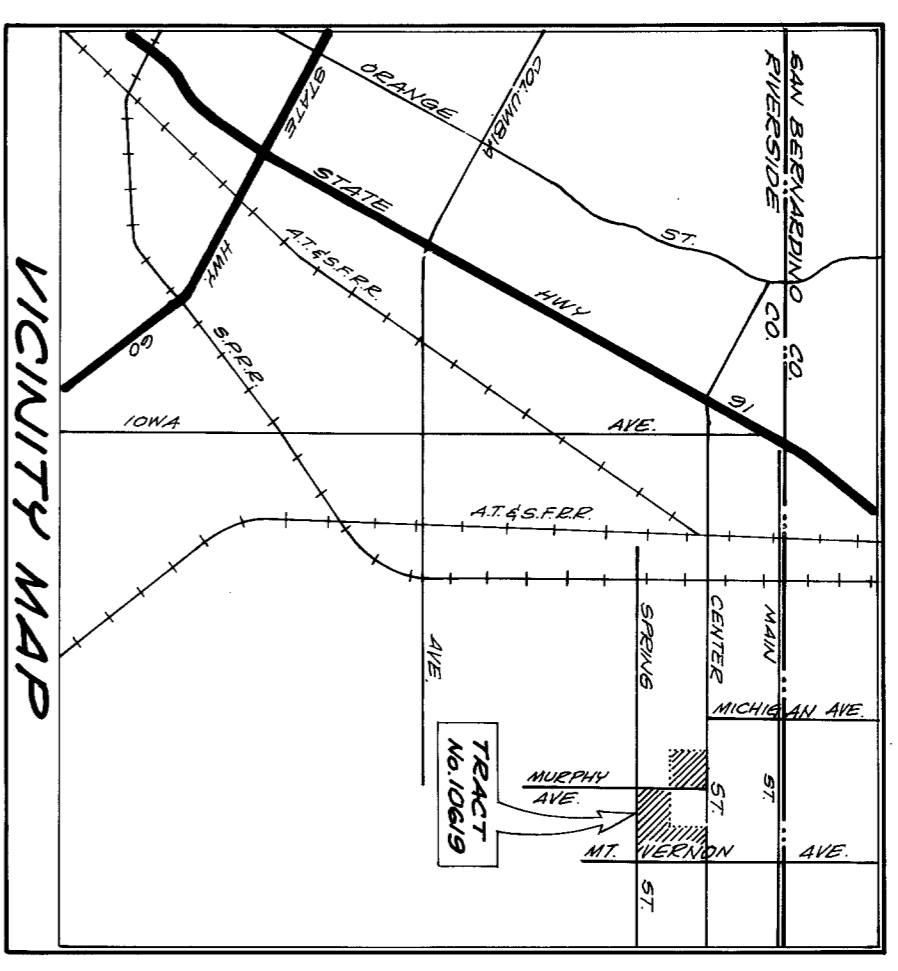 SAN BERNARDINO CO.
RIVERSIDE CO.
ORANGE ST.
COLUMBIA AVE.
STATE HWY. 60
STATE HWY 91
A.T.&S.F.R.R.
S.P.R.R.
IOWA AVE.
A.T.&S.F.R.R.
SPRING ST.
CENTER ST.
MAIN ST.
MICHIGAN AVE.
MURPHY
AVE.
MT. VERNON AVE.
TRACT
No.10619
VICINITY MAP